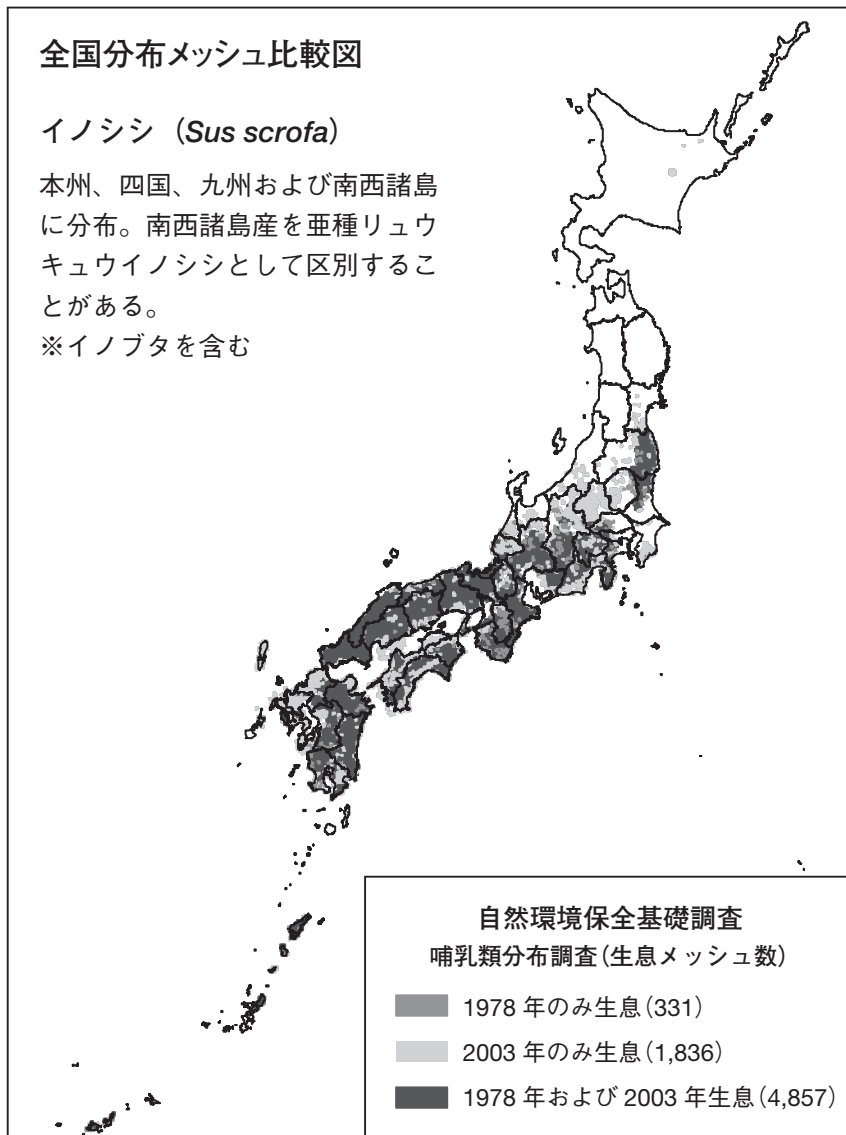 全国分布メッシュ比較図
イノシシ（Sus scrofa）
本州、四国、九州および南西諸島
に分布。南西諸島産を亜種リュウ
キュウイノシシとして区別するこ
とがある。
※イノブタを含む
自然環境保全基礎調査
哺乳類分布調査（生息メッシュ数）
1978 年のみ生息（331）
2003 年のみ生息（1,836）
1978 年および 2003 年生息（4,857）